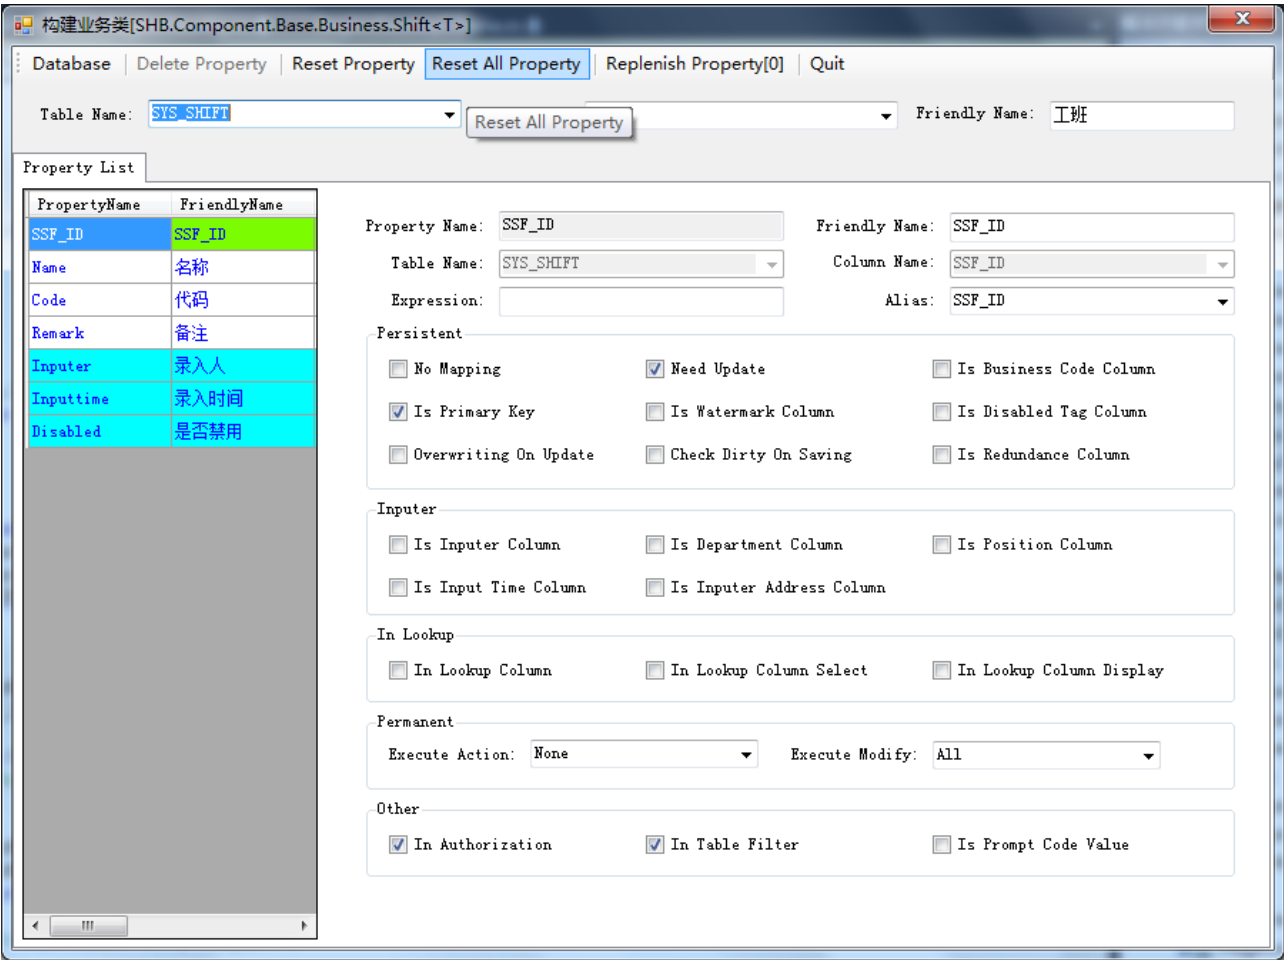 构建业务类[SHB.Component.Base.Business.Shift<T>]
Database Delete Property Reset Property Reset All Property Replenish Property[0] Quit
Table Name: SYS_SHIFT Friendly Name: 工班
Reset All Property
Property List
PropertyName FriendlyName
SSF_ID SSF_ID
Name 名称
Code 代码
Remark 备注
Inputer 录入人
Inputtime 录入时间
Disabled 是否禁用
Property Name: SSF_ID Friendly Name: SSF_ID
Table Name: SYS_SHIFT Column Name: SSF_ID
Expression: Alias: SSF_ID
Persistent
No Mapping Need Update Is Business Code Column
Is Primary Key Is Watermark Column Is Disabled Tag Column
Overwriting On Update Check Dirty On Saving Is Redundance Column
Inputer
Is Inputer Column Is Department Column Is Position Column
Is Input Time Column Is Inputer Address Column
In Lookup
In Lookup Column In Lookup Column Select In Lookup Column Display
Permanent
Execute Action: None Execute Modify: All
Other
In Authorization In Table Filter Is Prompt Code Value